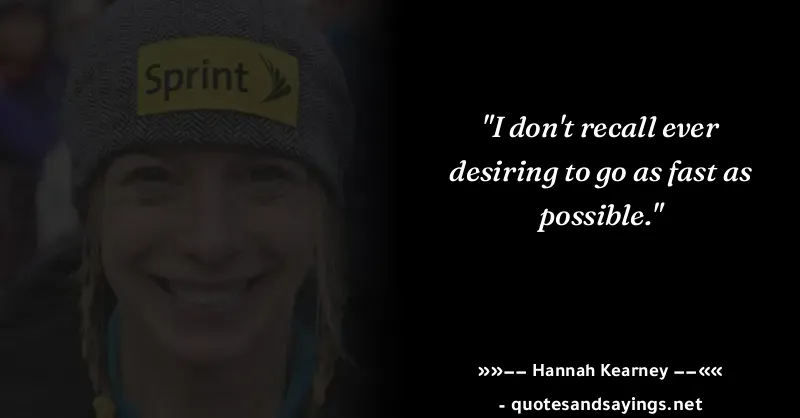 Sprint
"I don't recall ever
desiring to go as fast as
possible."
»»−− Hannah Kearney −−««
- quotesandsayings.net